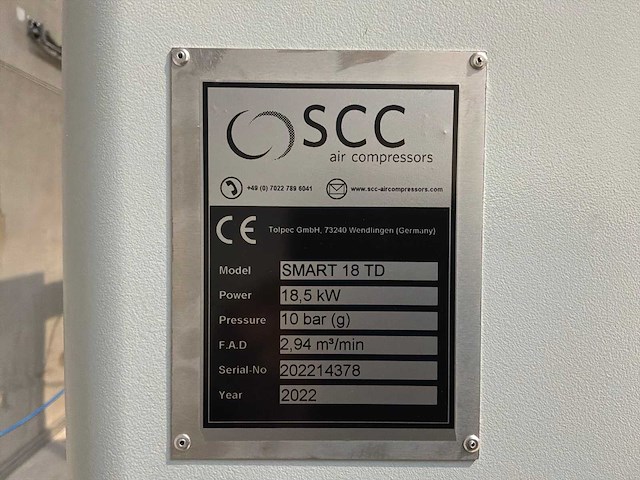 SCC
air compressors
+49 (0) 7022 789 6041 www.scc-aircompressors.com
CE Tolpec GmbH, 73240 Wendlingen (Germany)
Model SMART 18 TD
Power 18,5 kW
Pressure 10 bar (g)
F.A.D 2,94 m³/min
Serial-No 202214378
Year 2022